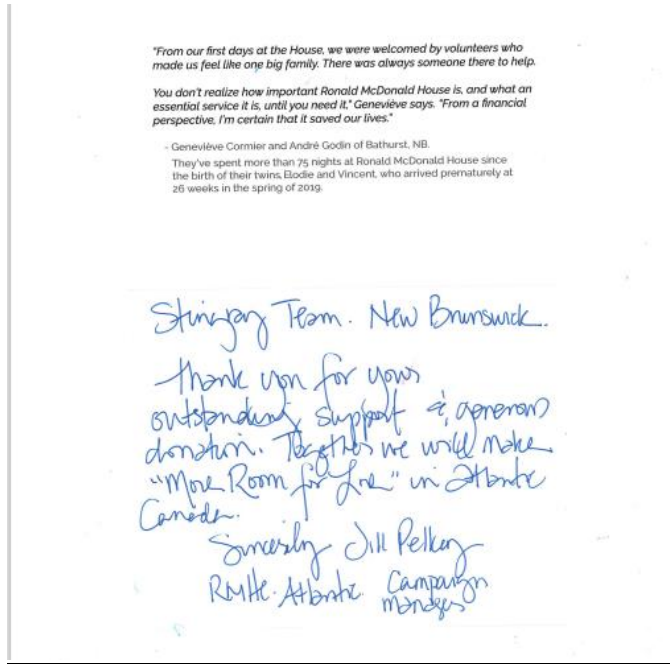 "From our first days at the House, we were welcomed by volunteers who
made us feel like one big family. There was always someone there to help.
You don't realize how important Ronald McDonald House is, and what an
essential service it is, until you need it," Geneviève says. "From a financial
perspective, I'm certain that it saved our lives."
- Geneviève Cormier and André Godin of Bathurst, NB.
They've spent more than 75 nights at Ronald McDonald House since
the birth of their twins, Elodie and Vincent, who arrived prematurely at
26 weeks in the spring of 2019.
Stingray Team. New Brunswick.
Thank you for your
outstanding support & generous
donation. Together we will make
"More Room for Love" in Atlantic
Canada.
Sincerely Jill Pelkey
RMHC. Atlantic Campaign
Manager